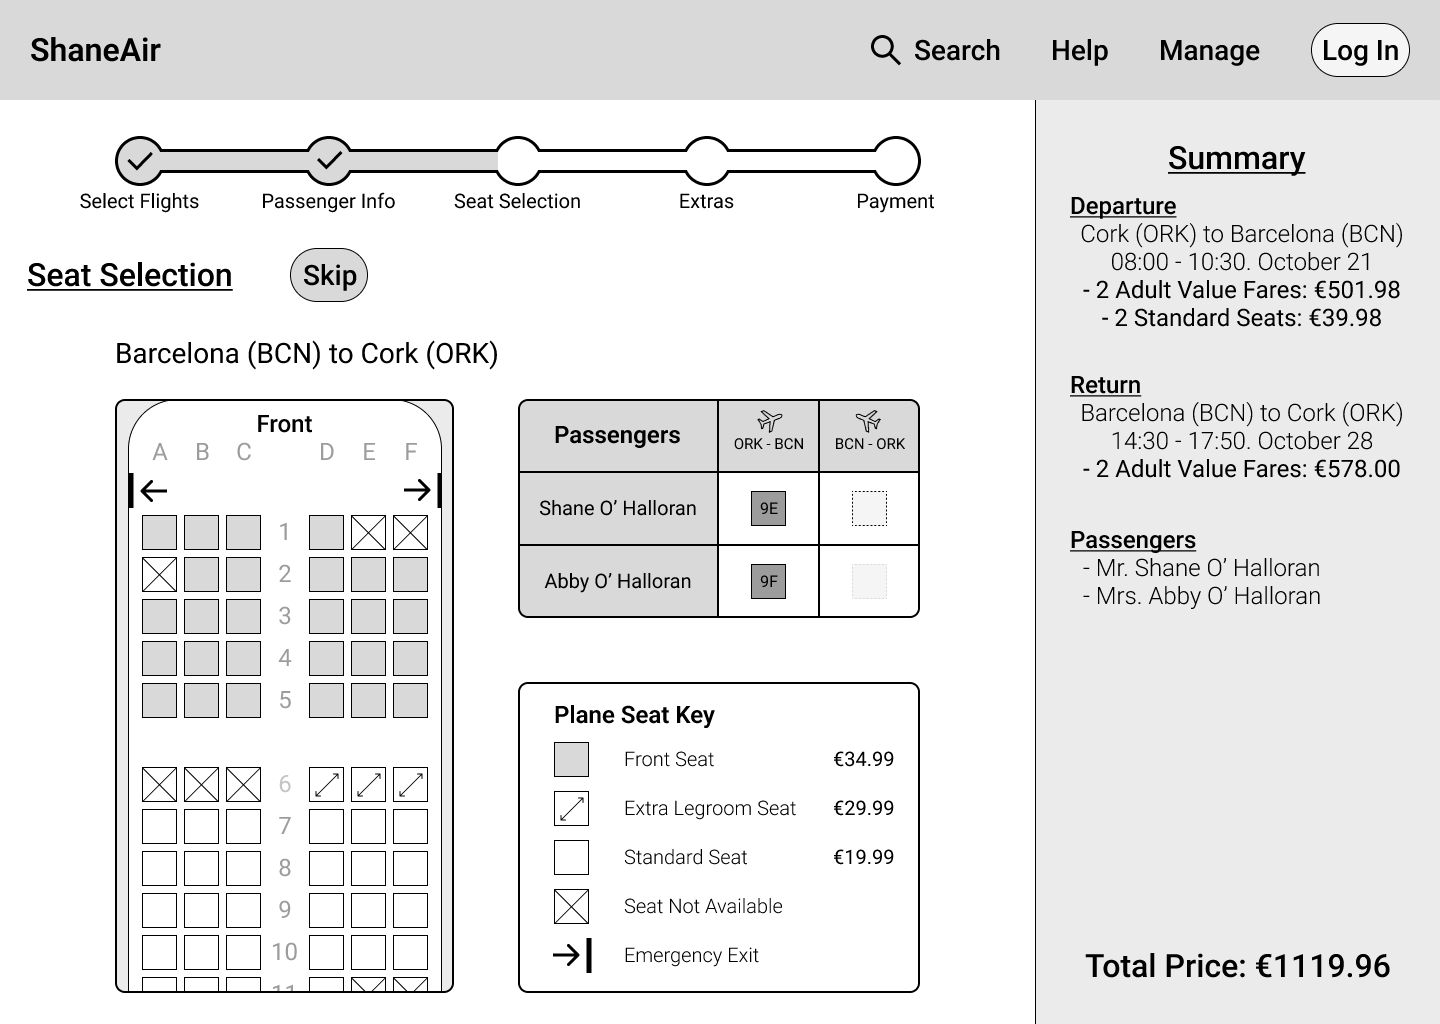 ShaneAir
Search
Help
Manage
Log In
Select Flights
Passenger Info
Seat Selection
Extras
Payment
Seat Selection
Skip
Barcelona (BCN) to Cork (ORK)
Front
A B C D E F
1
2
3
4
5
6
7
8
9
10
11
Passengers
ORK - BCN
BCN - ORK
Shane O’ Halloran
9E
Abby O’ Halloran
9F
Plane Seat Key
Front Seat €34.99
Extra Legroom Seat €29.99
Standard Seat €19.99
Seat Not Available
Emergency Exit
Summary
Departure
Cork (ORK) to Barcelona (BCN)
08:00 - 10:30. October 21
- 2 Adult Value Fares: €501.98
- 2 Standard Seats: €39.98
Return
Barcelona (BCN) to Cork (ORK)
14:30 - 17:50. October 28
- 2 Adult Value Fares: €578.00
Passengers
- Mr. Shane O’ Halloran
- Mrs. Abby O’ Halloran
Total Price: €1119.96